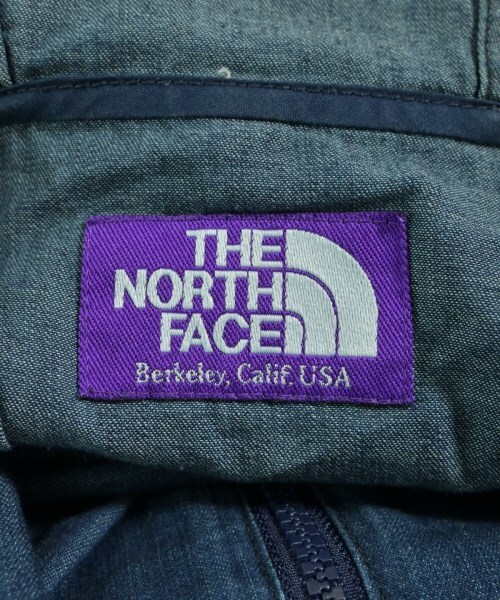 THE
NORTH
FACE
Berkeley, Calif. USA